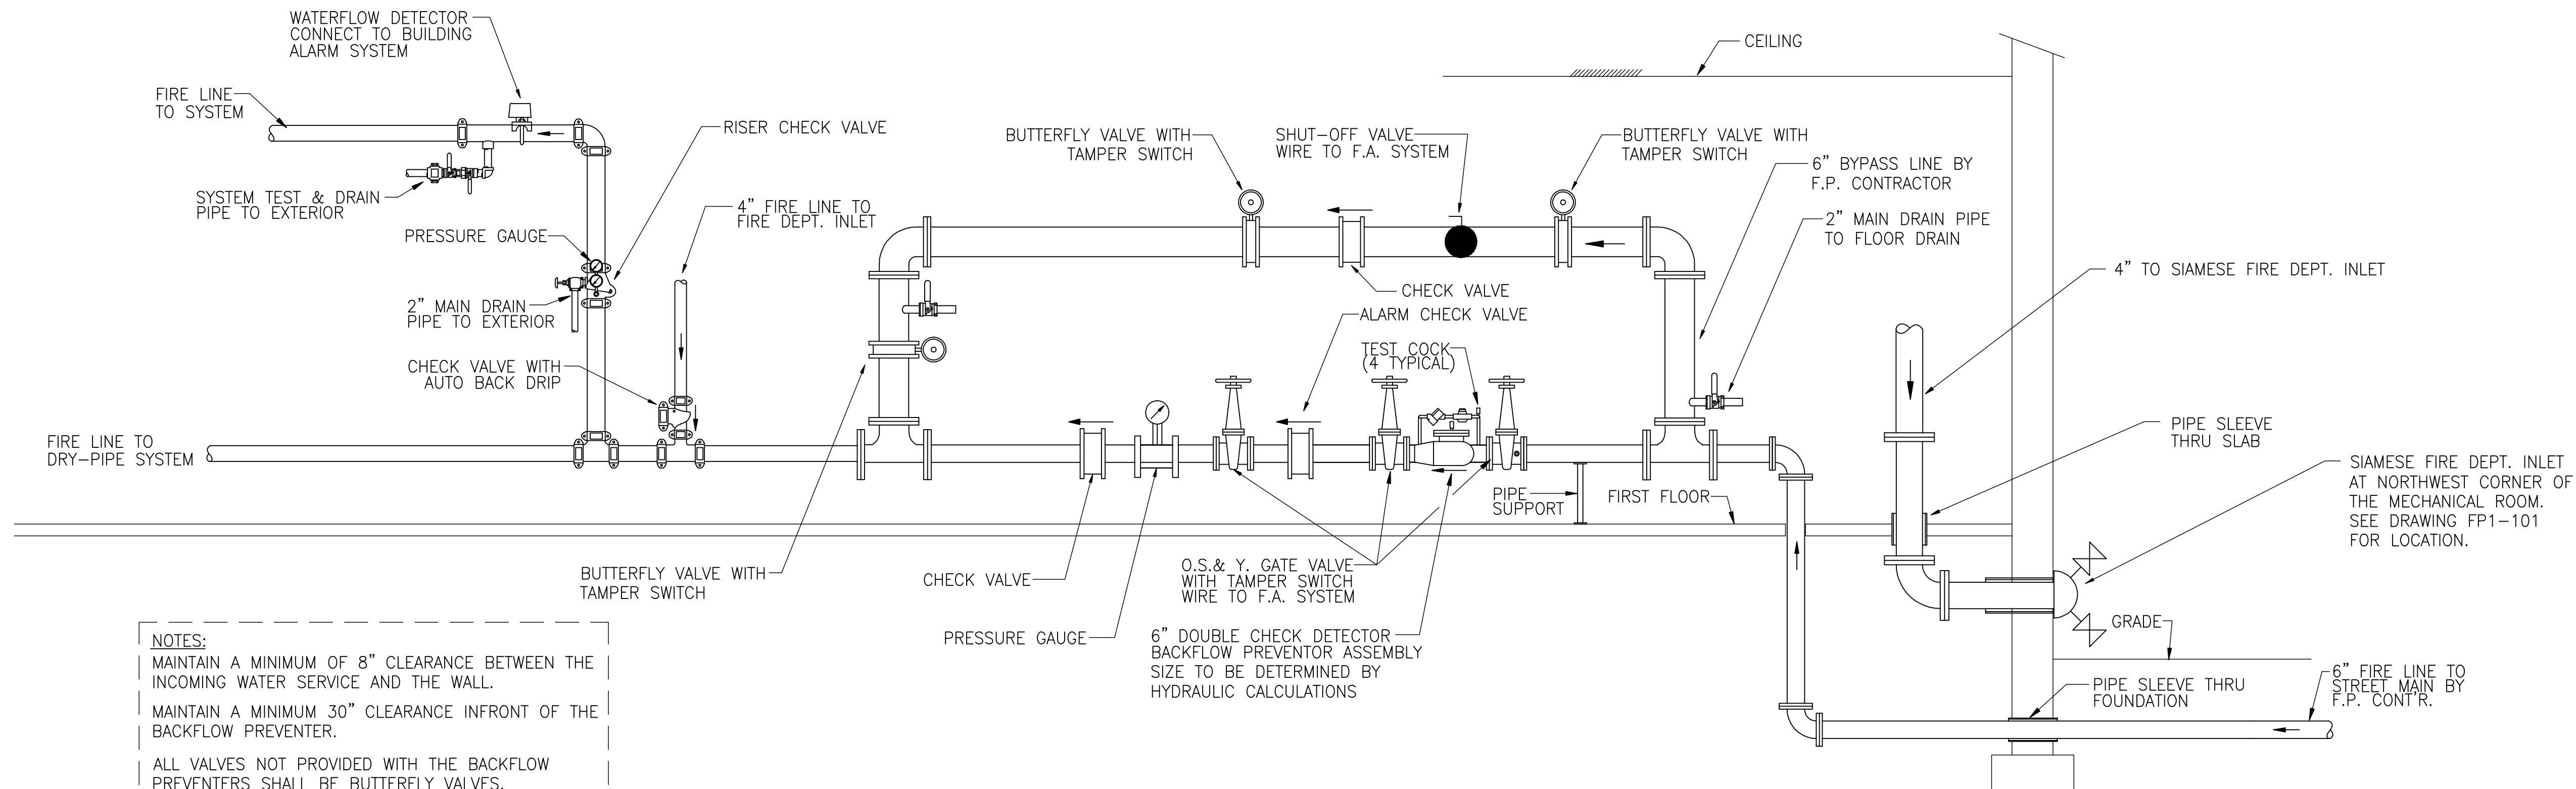 WATERFLOW DETECTOR
CONNECT TO BUILDING
ALARM SYSTEM
CEILING
FIRE LINE
TO SYSTEM
RISER CHECK VALVE
BUTTERFLY VALVE WITH
TAMPER SWITCH
SHUT-OFF VALVE
WIRE TO F.A. SYSTEM
BUTTERFLY VALVE WITH
TAMPER SWITCH
6" BYPASS LINE BY
F.P. CONTRACTOR
SYSTEM TEST & DRAIN
PIPE TO EXTERIOR
4" FIRE LINE TO
FIRE DEPT. INLET
2" MAIN DRAIN PIPE
TO FLOOR DRAIN
PRESSURE GAUGE
4" TO SIAMESE FIRE DEPT. INLET
2" MAIN DRAIN
PIPE TO EXTERIOR
CHECK VALVE
ALARM CHECK VALVE
TEST COCK
(4 TYPICAL)
CHECK VALVE WITH
AUTO BACK DRIP
PIPE SLEEVE
THRU SLAB
FIRE LINE TO
DRY-PIPE SYSTEM
SIAMESE FIRE DEPT. INLET
AT NORTHWEST CORNER OF
THE MECHANICAL ROOM.
SEE DRAWING FP1-101
FOR LOCATION.
PIPE
SUPPORT
FIRST FLOOR
BUTTERFLY VALVE WITH
TAMPER SWITCH
CHECK VALVE
O.S.& Y. GATE VALVE
WITH TAMPER SWITCH
WIRE TO F.A. SYSTEM
PRESSURE GAUGE
6" DOUBLE CHECK DETECTOR
BACKFLOW PREVENTOR ASSEMBLY
SIZE TO BE DETERMINED BY
HYDRAULIC CALCULATIONS
GRADE
PIPE SLEEVE THRU
FOUNDATION
6" FIRE LINE TO
STREET MAIN BY
F.P. CONT'R.
NOTES:
MAINTAIN A MINIMUM OF 8" CLEARANCE BETWEEN THE
INCOMING WATER SERVICE AND THE WALL.
MAINTAIN A MINIMUM 30" CLEARANCE INFRONT OF THE
BACKFLOW PREVENTER.
ALL VALVES NOT PROVIDED WITH THE BACKFLOW
PREVENTERS SHALL BE BUTTERFLY VALVES.